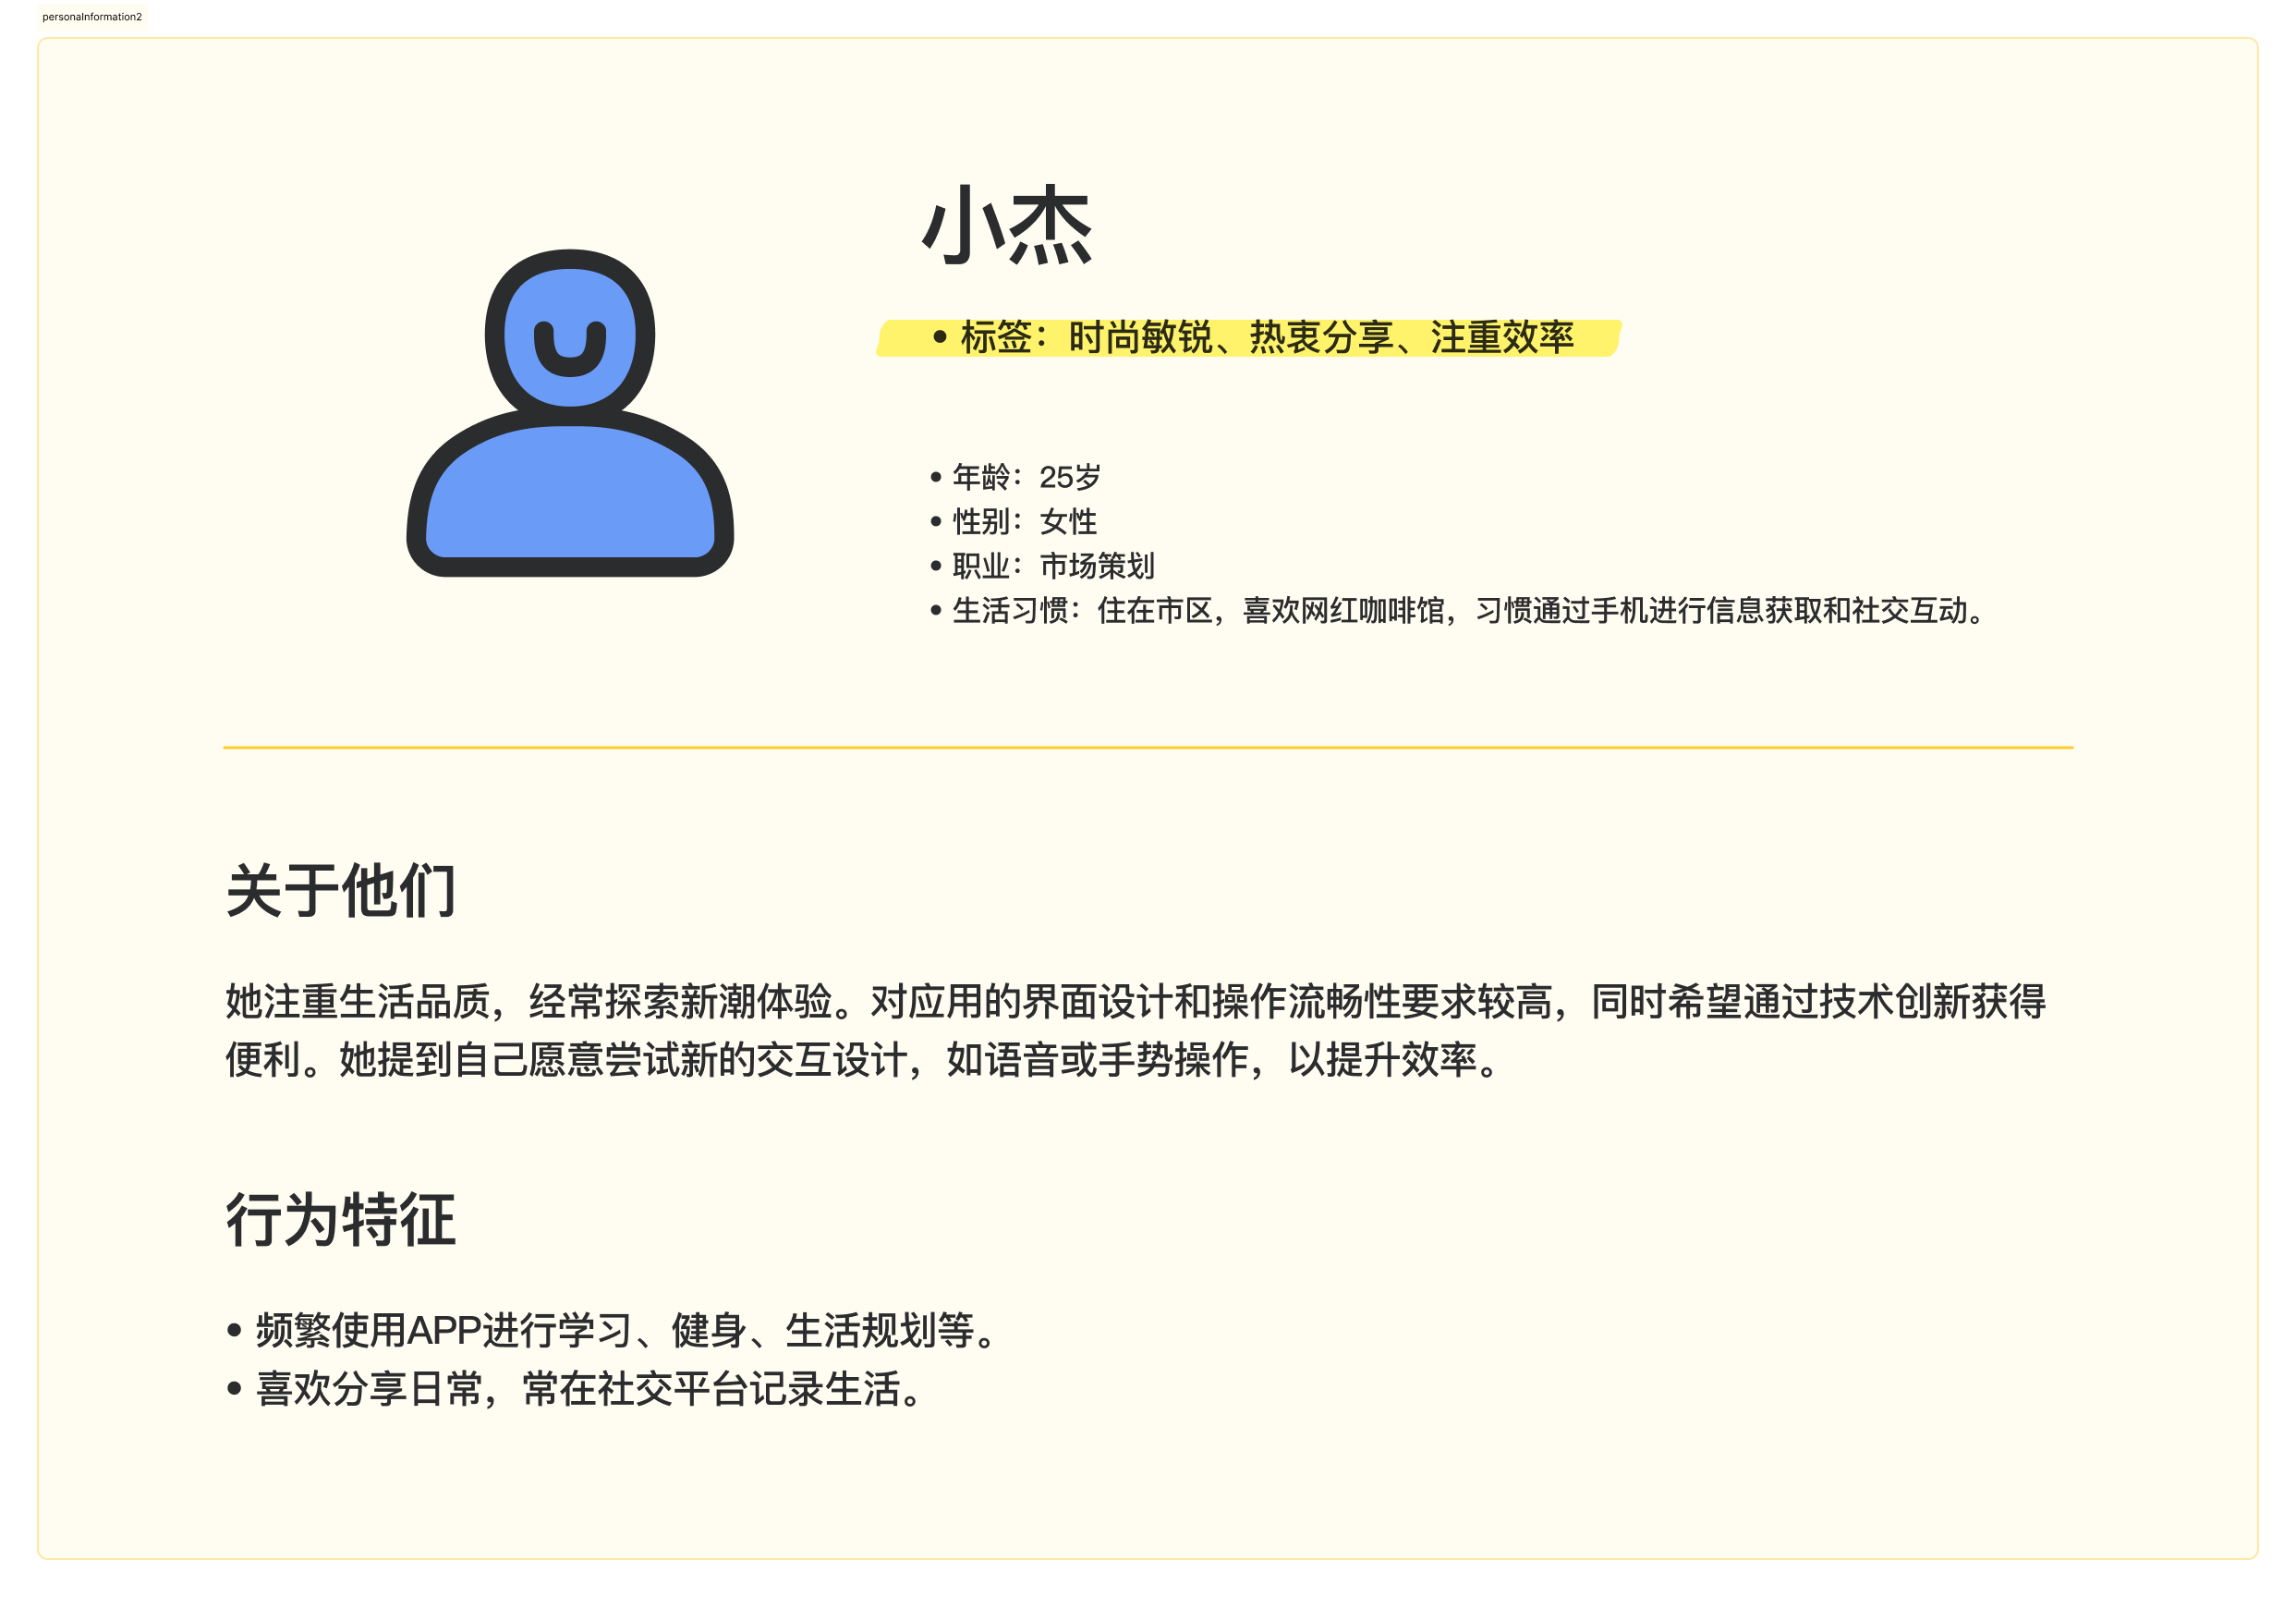 personaInformation2
小杰
• 标签：时尚敏锐、热衷分享、注重效率
• 年龄：25岁
• 性别：女性
• 职业：市场策划
• 生活习惯：住在市区，喜欢网红咖啡馆，习惯通过手机进行信息获取和社交互动。
关于他们
她注重生活品质，经常探索新潮体验。对应用的界面设计和操作流畅性要求较高，同时希望通过技术创新获得
便利。她提到自己愿意尝试新的交互设计，如语音或手势操作，以提升效率。
行为特征
• 频繁使用APP进行学习、健身、生活规划等。
• 喜欢分享日常，常在社交平台记录生活。